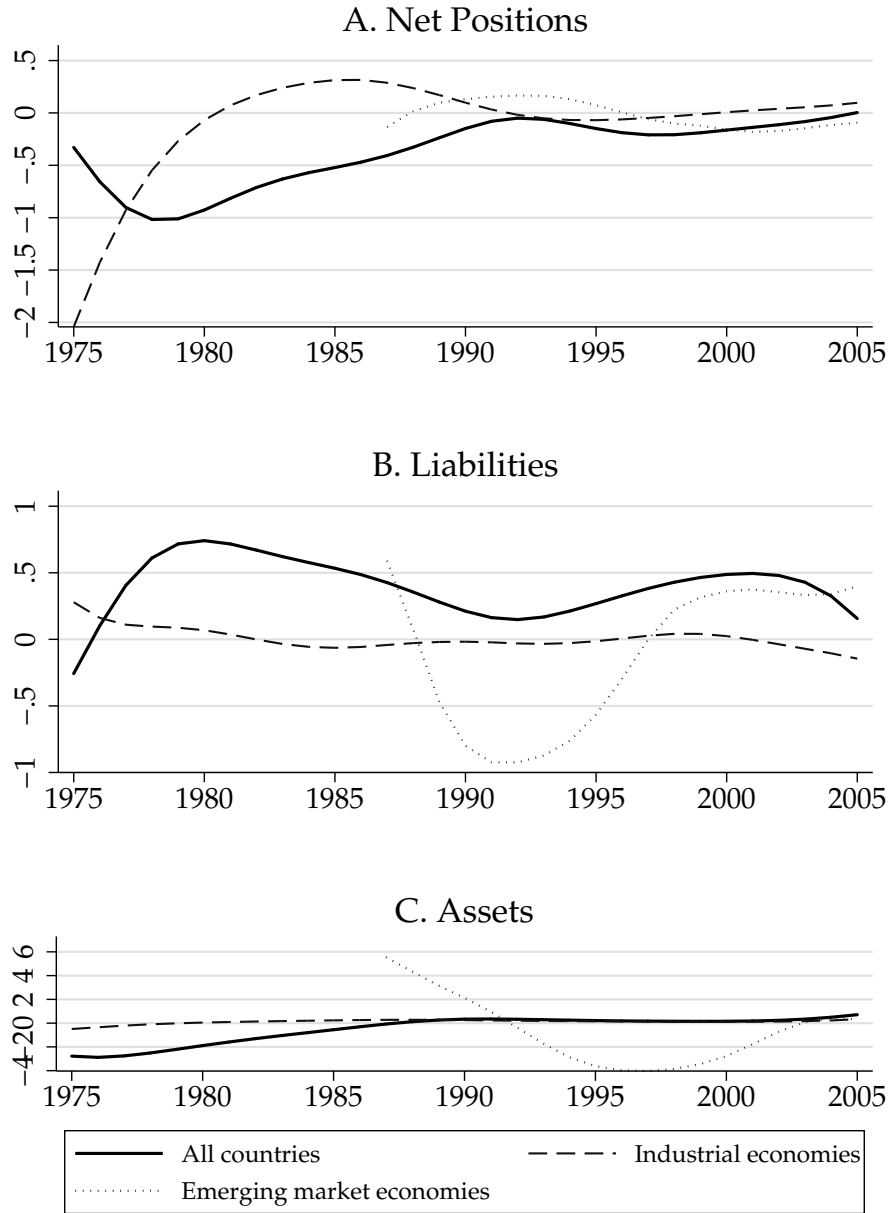 A. Net Positions
.5
0
−.5
−1
−1.5
−2
1975 1980 1985 1990 1995 2000 2005
B. Liabilities
1
.5
0
−.5
−1
1975 1980 1985 1990 1995 2000 2005
C. Assets
6
4
2
0
−2
−4
1975 1980 1985 1990 1995 2000 2005
All countries Industrial economies
Emerging market economies